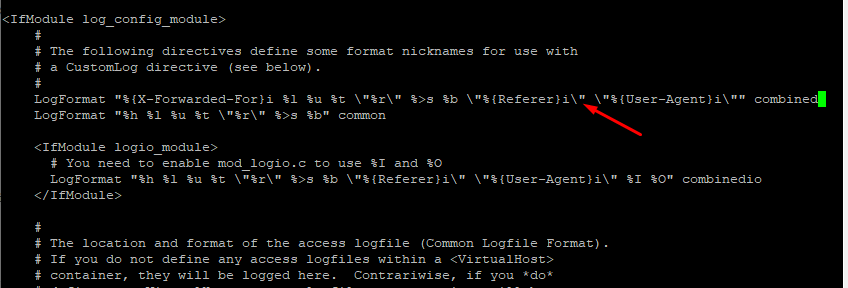 <IfModule log_config_module>
#
# The following directives define some format nicknames for use with
# a CustomLog directive (see below).
#
LogFormat "%{X-Forwarded-For}i %l %u %t \"%r\" %>s %b \"%{Referer}i\" \"%{User-Agent}i\"" combined
LogFormat "%h %l %u %t \"%r\" %>s %b" common
<IfModule logio_module>
# You need to enable mod_logio.c to use %I and %O
LogFormat "%h %l %u %t \"%r\" %>s %b \"%{Referer}i\" \"%{User-Agent}i\" %I %O" combinedio
</IfModule>
#
# The location and format of the access logfile (Common Logfile Format).
# If you do not define any access logfiles within a <VirtualHost>
# container, they will be logged here.  Contrariwise, if you *do*